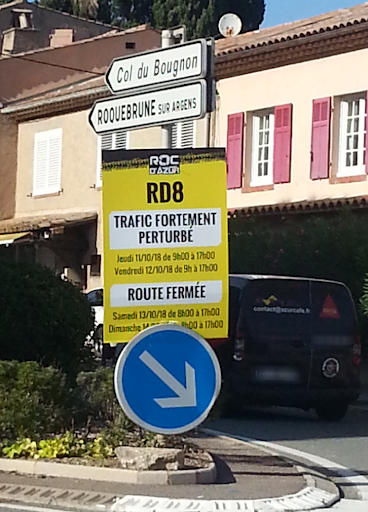 Col du Bougnon
ROQUEBRUNE SUR ARGENS
ROC
D'AZUR
RD8
TRAFIC FORTEMENT
PERTURBÉ
Jeudi 11/10/18 de 9h00 à 17h00
Vendredi 12/10/18 de 9h à 17h00
ROUTE FERMÉE
Samedi 13/10/18 de 8h00 à 17h00
Dimanche 14/10/18 de 8h00 à 17h00
contact@azurcafe.fr